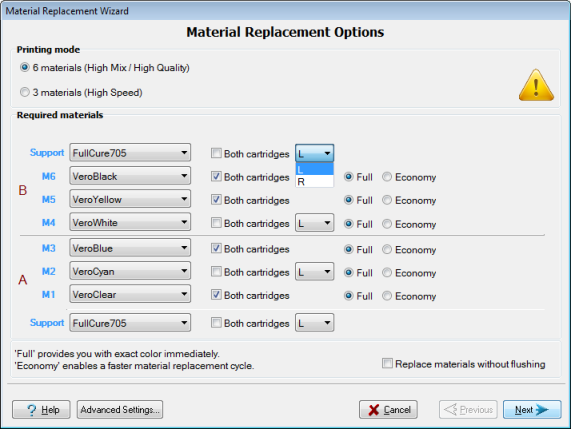 Material Replacement Wizard
Material Replacement Options
Printing mode
6 materials (High Mix / High Quality)
3 materials (High Speed)
Required materials
Support FullCure705 Both cartridges L
L
R
B
M6 VeroBlack Both cartridges Full Economy
M5 VeroYellow Both cartridges Full Economy
M4 VeroWhite Both cartridges L Full Economy
A
M3 VeroBlue Both cartridges Full Economy
M2 VeroCyan Both cartridges L Full Economy
M1 VeroClear Both cartridges Full Economy
Support FullCure705 Both cartridges L
'Full' provides you with exact color immediately.
'Economy' enables a faster material replacement cycle.
Replace materials without flushing
? Help Advanced Settings... Cancel Previous Next